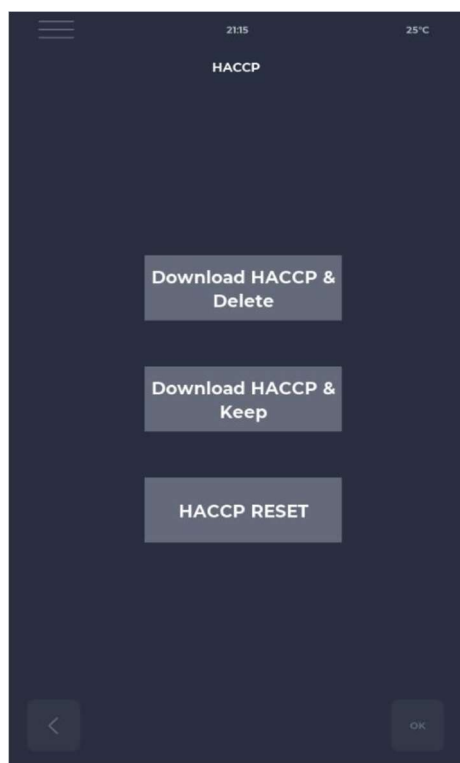 21:15
25°C
HACCP
Download HACCP &
Delete
Download HACCP &
Keep
HACCP RESET
OK